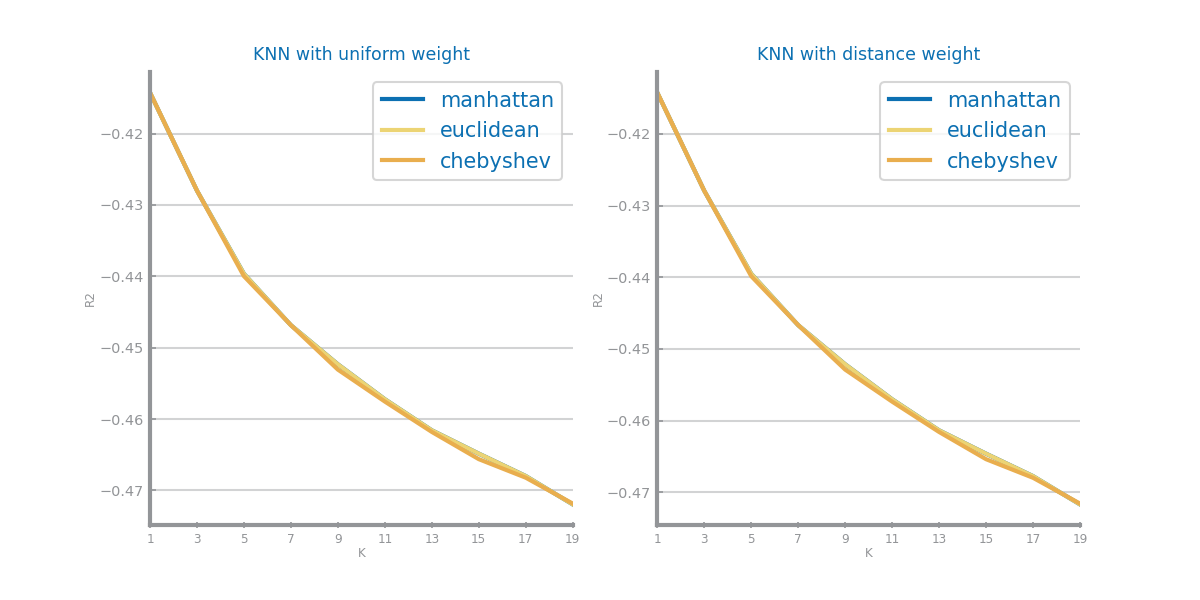 KNN with uniform weight
manhattan
euclidean
chebyshev
−0.42
−0.43
−0.44
−0.45
−0.46
−0.47
R2
1 3 5 7 9 11 13 15 17 19
K
KNN with distance weight
manhattan
euclidean
chebyshev
−0.42
−0.43
−0.44
−0.45
−0.46
−0.47
R2
1 3 5 7 9 11 13 15 17 19
K